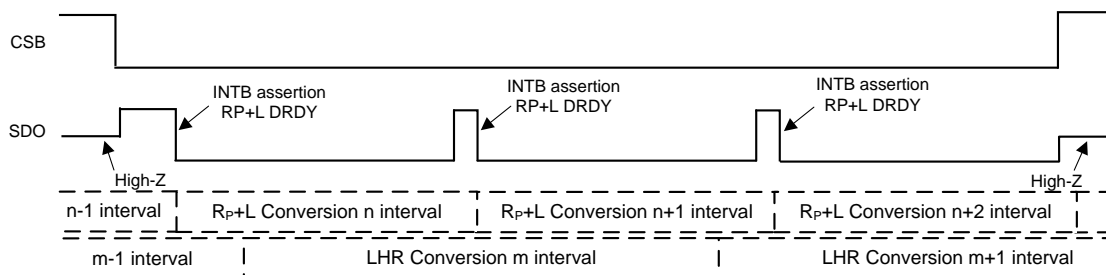 CSB
INTB assertion
RP+L DRDY
INTB assertion
RP+L DRDY
INTB assertion
RP+L DRDY
SDO
High-Z
High-Z
n-1 interval
RP+L Conversion n interval
RP+L Conversion n+1 interval
RP+L Conversion n+2 interval
m-1 interval
LHR Conversion m interval
LHR Conversion m+1 interval